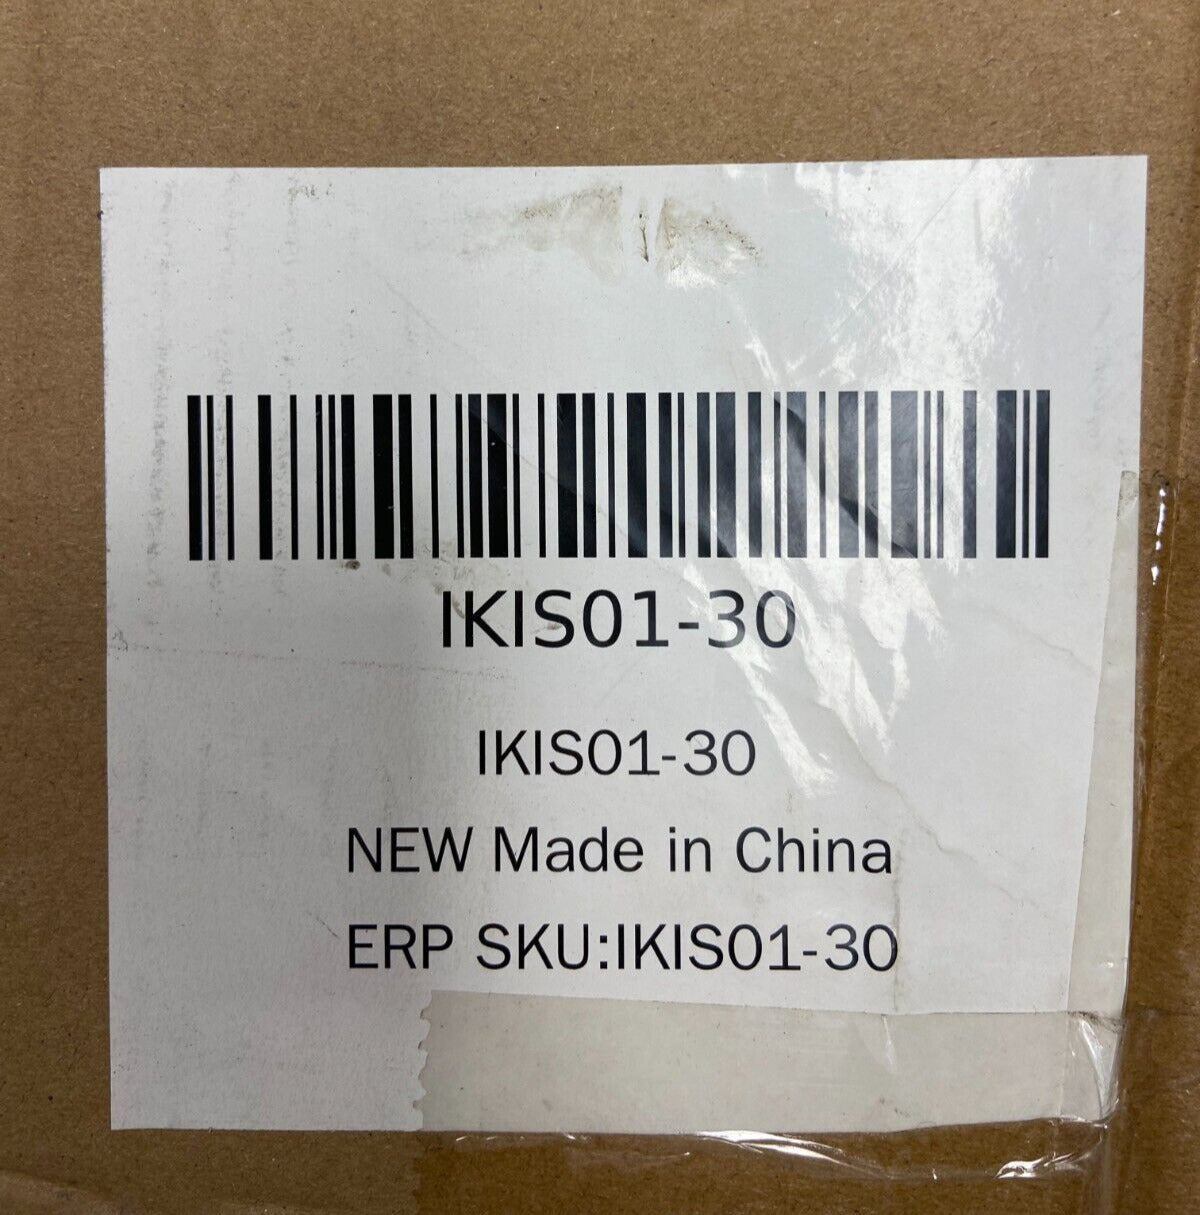 IKIS01-30
IKIS01-30
NEW Made in China
ERP SKU:IKIS01-30